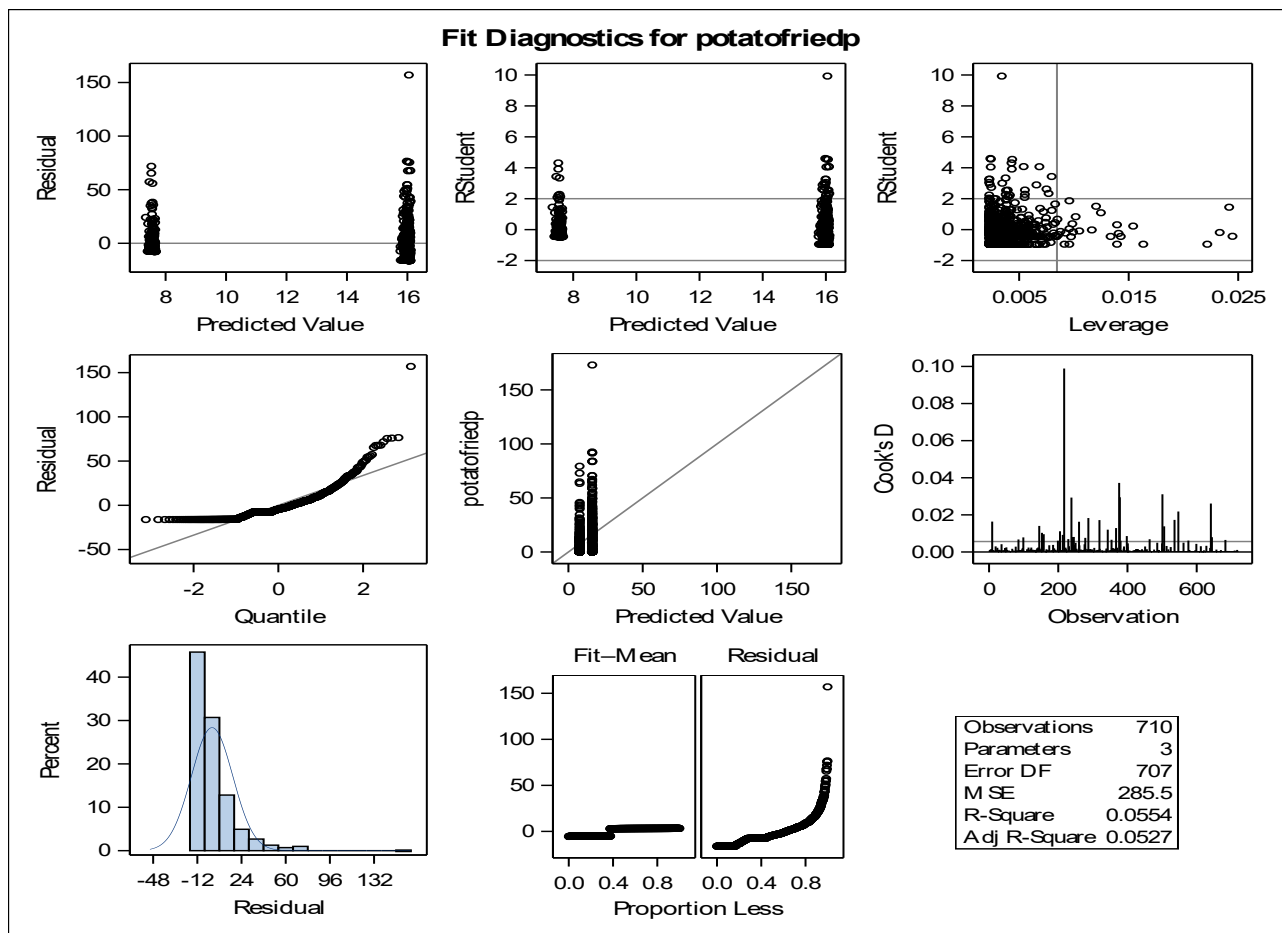 Fit Diagnostics for potatofriedp
150
100
50
0
Residual
8 10 12 14 16
Predicted Value
10
8
6
4
2
0
-2
RStudent
8 10 12 14 16
Predicted Value
10
8
6
4
2
0
-2
RStudent
0.005 0.015 0.025
Leverage
150
100
50
0
-50
Residual
-2 0 2
Quantile
150
100
50
0
potatofriedp
0 50 100 150
Predicted Value
0.10
0.08
0.06
0.04
0.02
0.00
Cook's D
0 200 400 600
Observation
40
30
20
10
0
Percent
-48 -12 24 60 96 132
Residual
Fit–Mean Residual
150
100
50
0
0.0 0.4 0.8 0.0 0.4 0.8
Proportion Less
Observations 710
Parameters 3
Error DF 707
MSE 285.5
R-Square 0.0554
Adj R-Square 0.0527